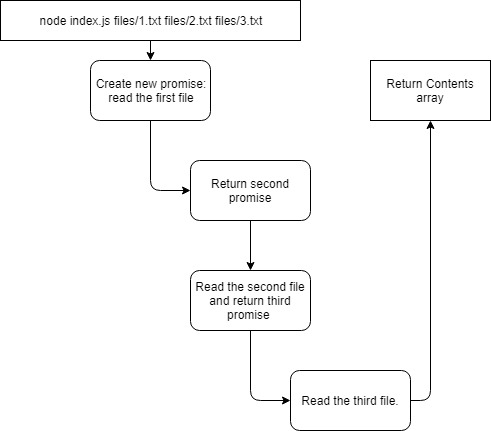 node index.js files/1.txt files/2.txt files/3.txt
Create new promise:
read the first file
Return Contents
array
Return second
promise
Read the second file
and return third
promise
Read the third file.